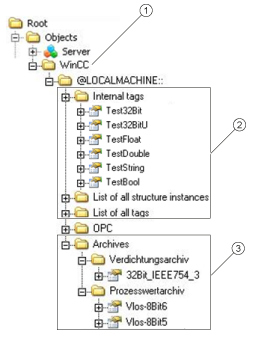 1
Root
Objects
Server
WinCC
@LOCALMACHINE::
Internal tags
Test32Bit
Test32BitU
TestFloat
2
TestDouble
TestString
TestBool
List of all structure instances
List of all tags
OPC
Archives
3
Verdichtungsarchiv
32Bit_IEEE754_3
Prozesswertarchiv
Vlos-8Bit6
Vlos-8Bit5